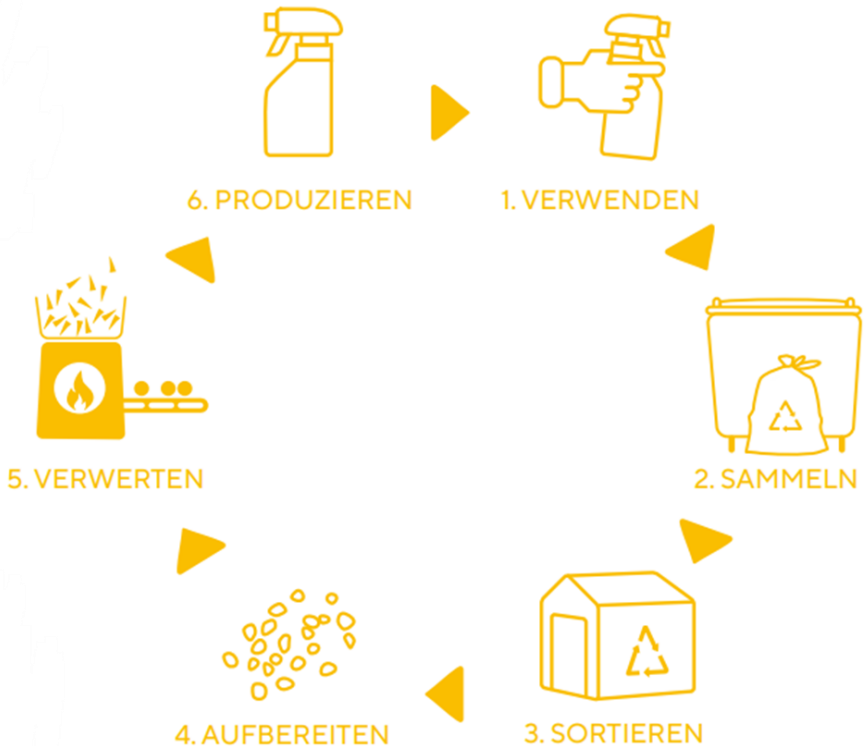 6. PRODUZIEREN
1. VERWENDEN
5. VERWERTEN
2. SAMMELN
4. AUFBEREITEN
3. SORTIEREN